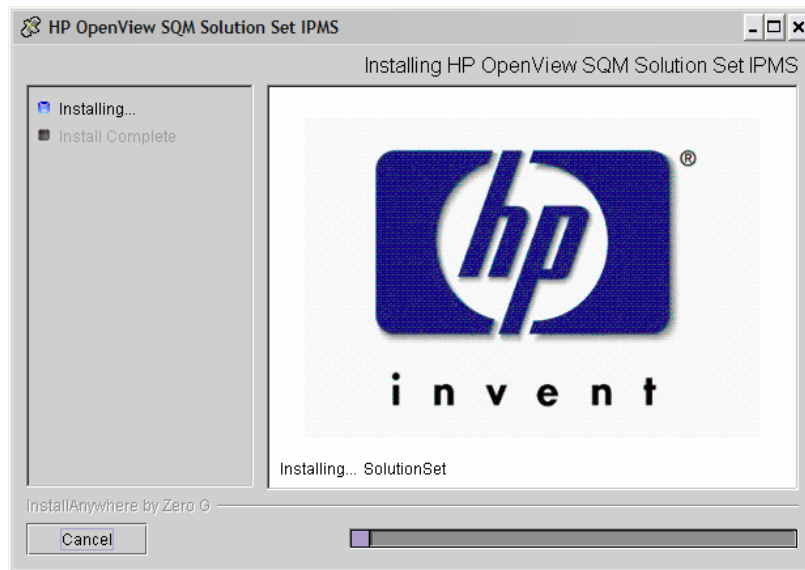 HP OpenView SQM Solution Set IPMS
Installing HP OpenView SQM Solution Set IPMS
Installing...
Install Complete
hp
®
invent
Installing... SolutionSet
InstallAnywhere by Zero G
Cancel